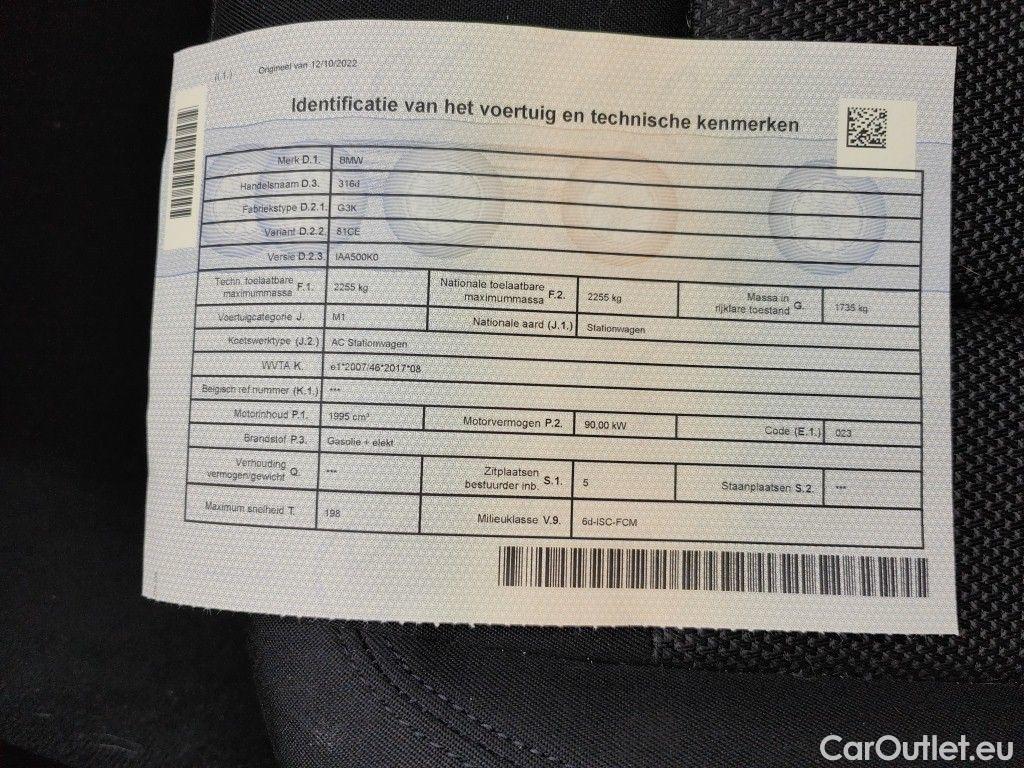 (I.1.) Origineel van 12/10/2022
Identificatie van het voertuig en technische kenmerken
Merk D.1. BMW
Handelsnaam D.3. 316d
Fabriekstype D.2.1. G3K
Variant D.2.2. 81CE
Versie D.2.3. IAA500K0
Techn. toelaatbare maximummassa F.1. 2255 kg Nationale toelaatbare maximummassa F.2. 2255 kg Massa in rijklare toestand G. 1735 kg
Voertuigcategorie J. M1 Nationale aard (J.1.) Stationwagen
Koetswerktype (J.2.) AC Stationwagen
WVTA K. e1*2007/46*2017*08
Belgisch ref.nummer (K.1.) ***
Motorinhoud P.1. 1995 cm³ Motorvermogen P.2. 90,00 kW Code (E.1.) 023
Brandstof P.3. Gasolie + elekt
Verhouding vermogen/gewicht Q. *** Zitplaatsen bestuurder inb. S.1. 5 Staanplaatsen S.2. ***
Maximum snelheid T. 198 Milieuklasse V.9. 6d-ISC-FCM
CarOutlet.eu